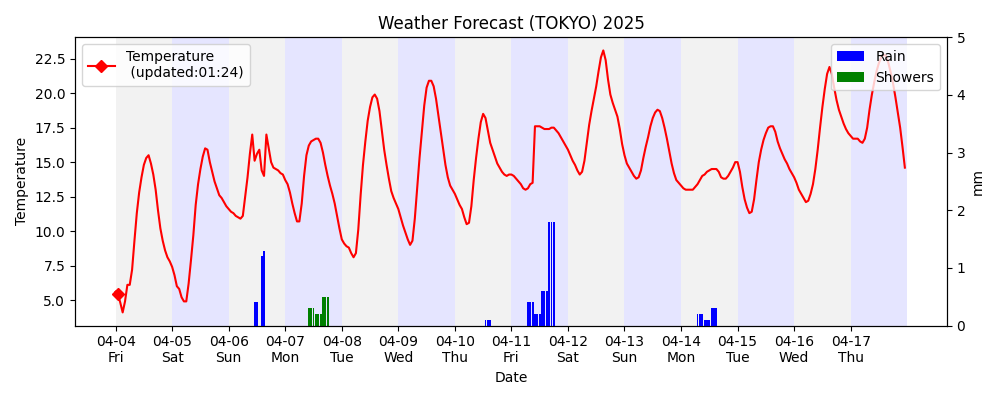 Weather Forecast (TOKYO) 2025
Temperature
(updated:01:24)
Rain
Showers
Temperature
22.5
20.0
17.5
15.0
12.5
10.0
7.5
5.0
5
4
3
2
1
0
mm
04-04 04-05 04-06 04-07 04-08 04-09 04-10 04-11 04-12 04-13 04-14 04-15 04-16 04-17
Fri Sat Sun Mon Tue Wed Thu Fri Sat Sun Mon Tue Wed Thu
Date